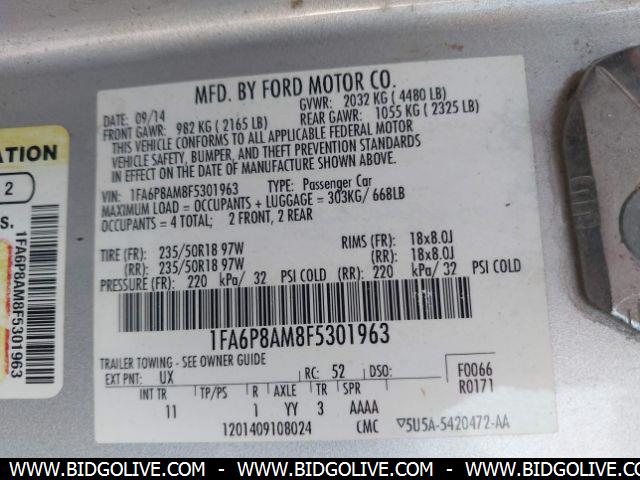 MFD. BY FORD MOTOR CO.
DATE: 09/14 GVWR: 2032 KG ( 4480 LB)
FRONT GAWR: 982 KG ( 2165 LB) REAR GAWR: 1055 KG ( 2325 LB)
THIS VEHICLE CONFORMS TO ALL APPLICABLE FEDERAL MOTOR
VEHICLE SAFETY, BUMPER, AND THEFT PREVENTION STANDARDS
IN EFFECT ON THE DATE OF MANUFACTURE SHOWN ABOVE.
VIN: 1FA6P8AM8F5301963 TYPE: Passenger Car
MAXIMUM LOAD = OCCUPANTS + LUGGAGE = 303KG/ 668LB
OCCUPANTS = 4 TOTAL; 2 FRONT, 2 REAR
TIRE (FR): 235/50R18 97W RIMS (FR): 18x8.0J
(RR): 235/50R18 97W (RR): 18x8.0J
PRESSURE (FR): 220 kPa/ 32 PSI COLD (RR): 220 kPa/ 32 PSI COLD
1FA6P8AM8F5301963
TRAILER TOWING - SEE OWNER GUIDE
EXT PNT: UX RC: 52 DSO: F0066
R0171
INT TR TP/PS R AXLE TR SPR
11 1 YY 3 AAAA
1201409108024 CMC ▽5U5A-5420472-AA
ATION
2
S.
1FA6P8AM8F5301963
WWW.BIDGOLIVE.COM - WWW.BIDGOLIVE.COM - WWW.BIDGOLIVE.COM